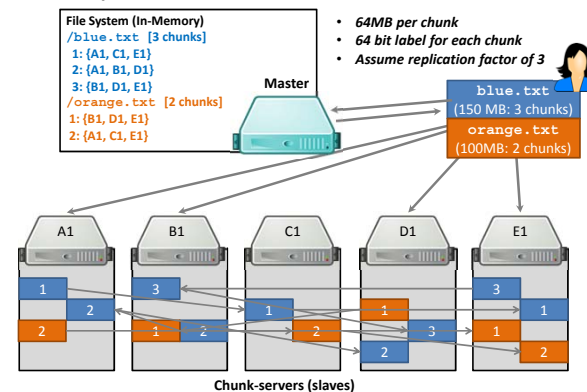 File System (In-Memory)
/blue.txt [3 chunks]
1: {A1, C1, E1}
2: {A1, B1, D1}
3: {B1, D1, E1}
/orange.txt [2 chunks]
1: {B1, D1, E1}
2: {A1, C1, E1}
• 64MB per chunk
• 64 bit label for each chunk
• Assume replication factor of 3
Master
blue.txt
(150 MB: 3 chunks)
orange.txt
(100MB: 2 chunks)
A1 B1 C1 D1 E1
1 3 3
2 1 1 1
2 1 2 2 3 1
2 2
Chunk-servers (slaves)